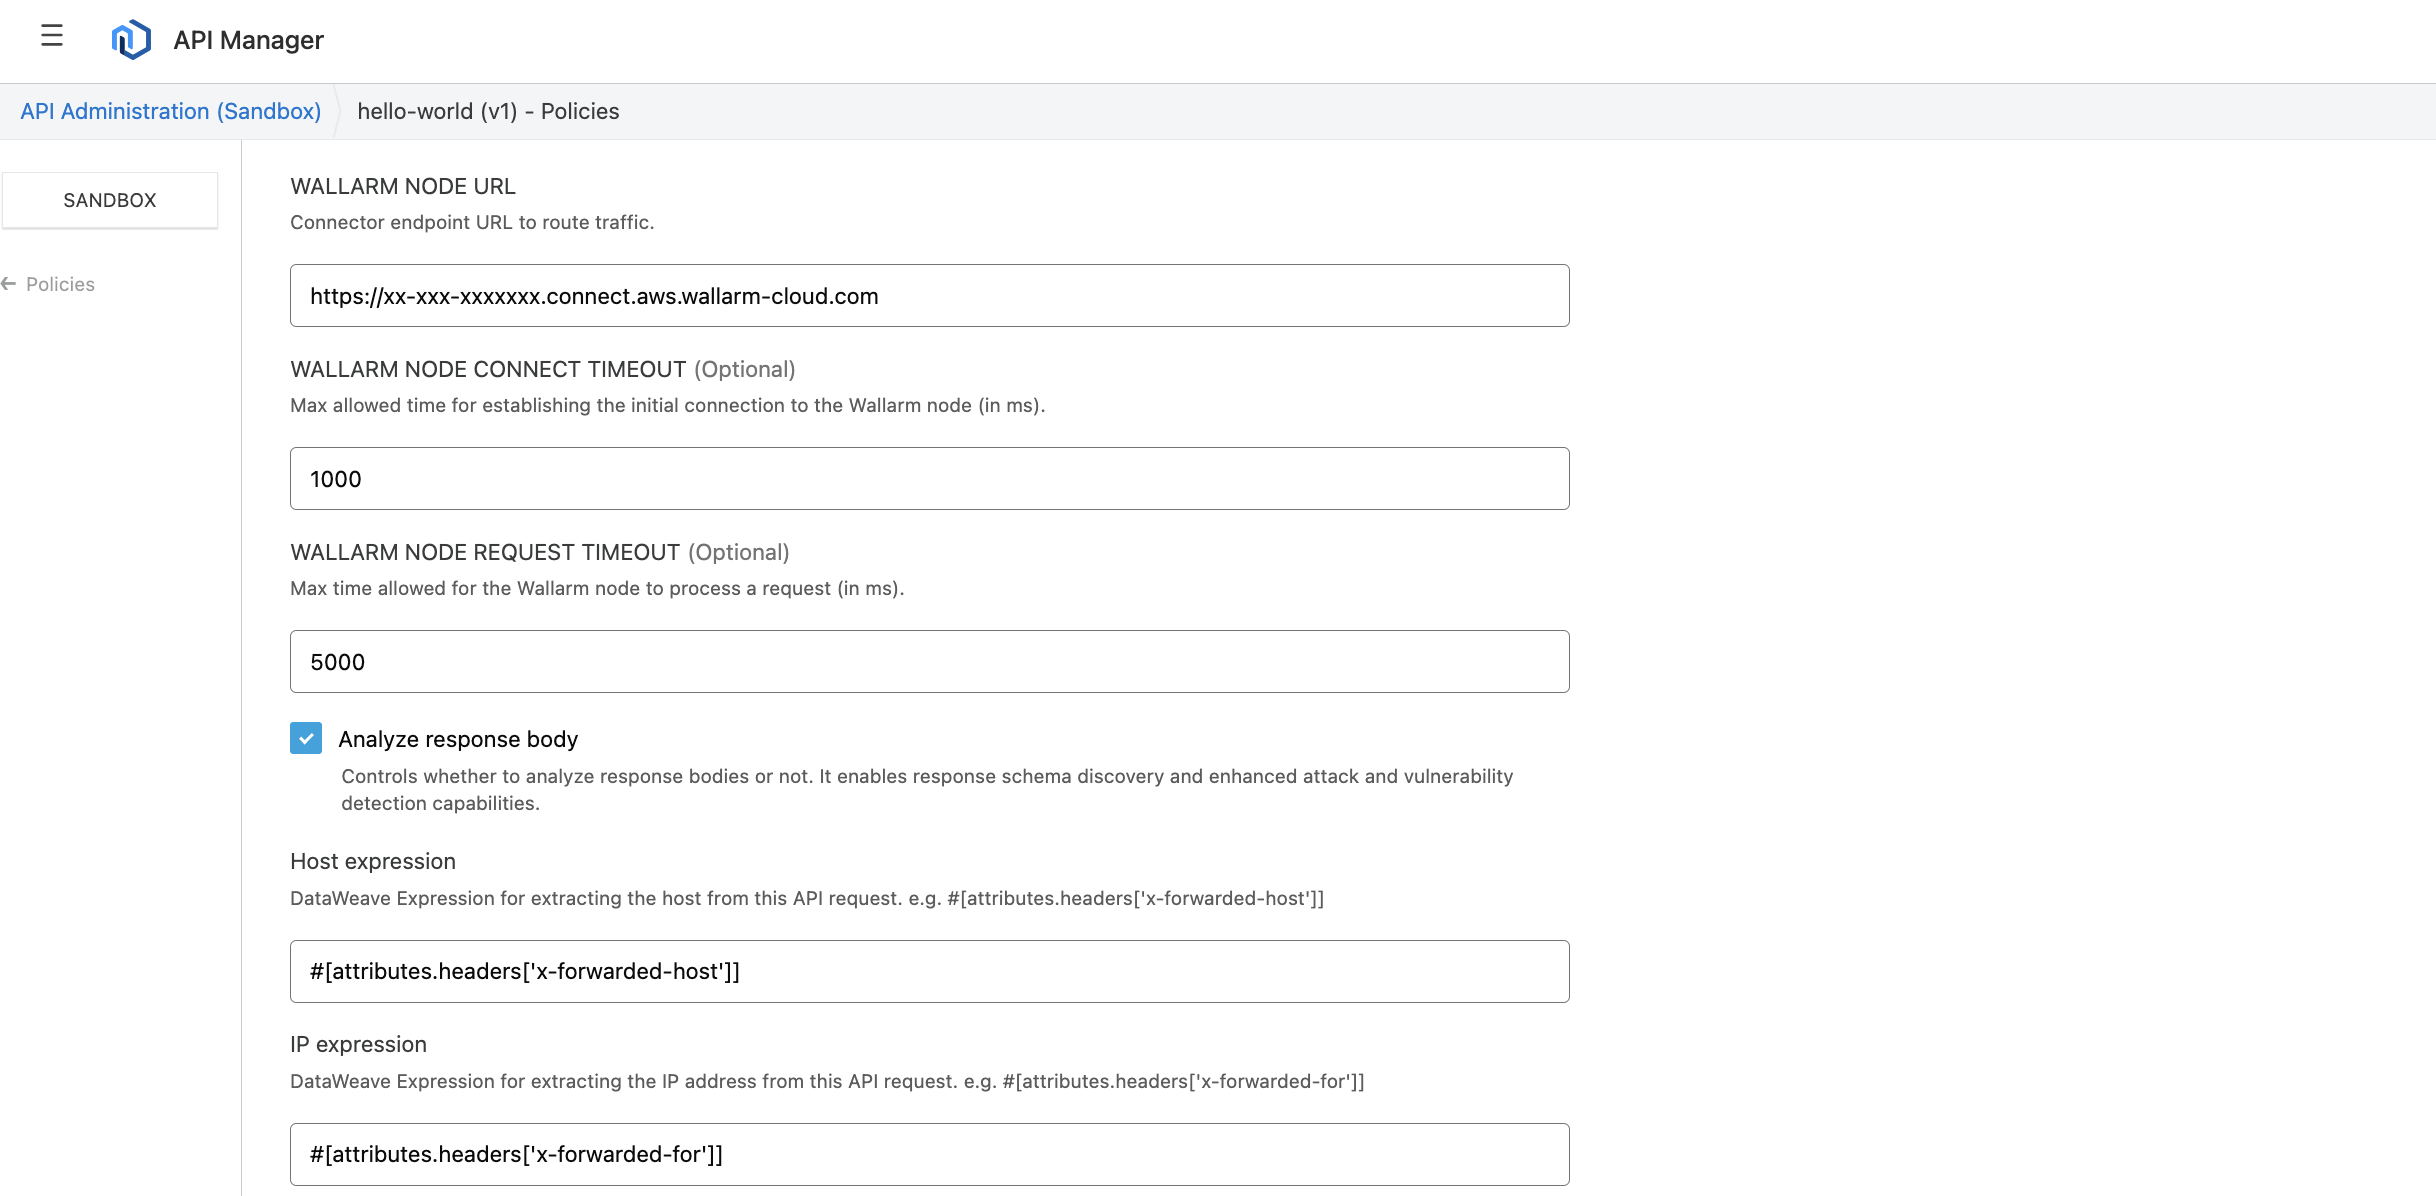 API Manager
API Administration (Sandbox)
hello-world (v1) - Policies
SANDBOX
Policies
WALLARM NODE URL
Connector endpoint URL to route traffic.
https://xx-xxx-xxxxxxx.connect.aws.wallarm-cloud.com
WALLARM NODE CONNECT TIMEOUT (Optional)
Max allowed time for establishing the initial connection to the Wallarm node (in ms).
1000
WALLARM NODE REQUEST TIMEOUT (Optional)
Max time allowed for the Wallarm node to process a request (in ms).
5000
Analyze response body
Controls whether to analyze response bodies or not. It enables response schema discovery and enhanced attack and vulnerability
detection capabilities.
Host expression
DataWeave Expression for extracting the host from this API request. e.g. #[attributes.headers['x-forwarded-host']]
#[attributes.headers['x-forwarded-host']]
IP expression
DataWeave Expression for extracting the IP address from this API request. e.g. #[attributes.headers['x-forwarded-for']]
#[attributes.headers['x-forwarded-for']]